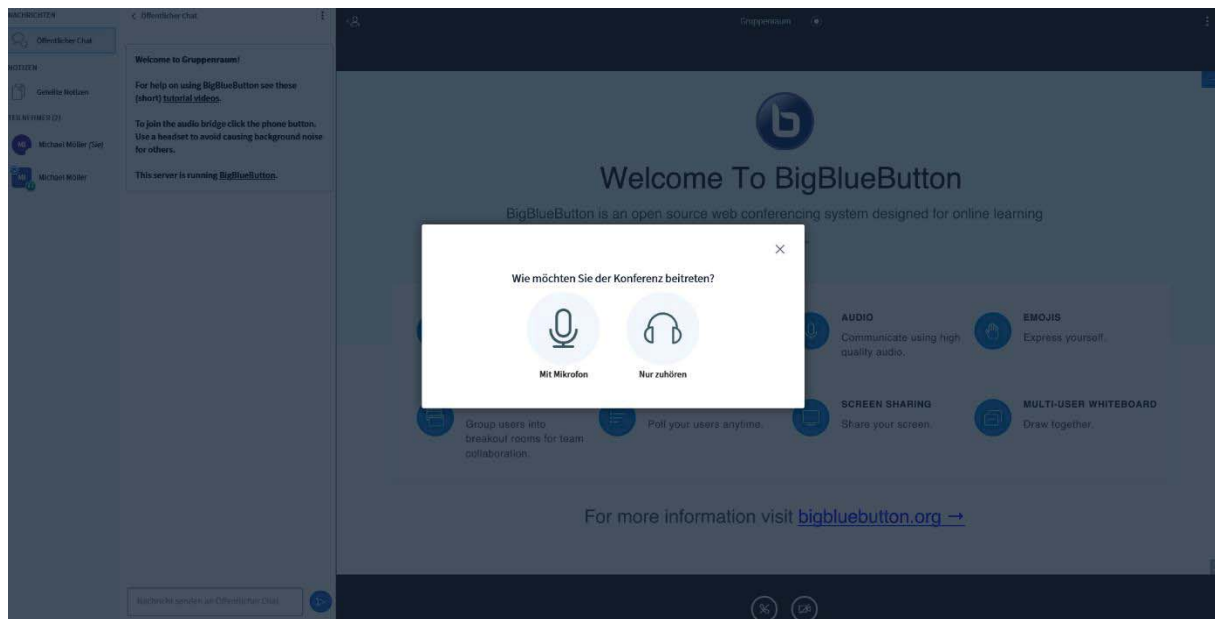 NACHRICHTEN
Öffentlicher Chat
NOTIZEN
Geteilte Notizen
TEILNEHMER (2)
Michael Möller (Sie)
Michael Möller
Öffentlicher Chat
Welcome to Gruppenraum!
For help on using BigBlueButton see these
(short) tutorial videos.
To join the audio bridge click the phone button.
Use a headset to avoid causing background noise
for others.
This server is running BigBlueButton.
Nachricht senden an Öffentlicher Chat
Gruppenraum
Welcome To BigBlueButton
BigBlueButton is an open source web conferencing system designed for online learning
Wie möchten Sie der Konferenz beitreten?
Mit Mikrofon
Nur zuhören
AUDIO
Communicate using high
quality audio.
EMOJIS
Express yourself.
Group users into
breakout rooms for team
collaboration.
Poll your users anytime.
SCREEN SHARING
Share your screen.
MULTI-USER WHITEBOARD
Draw together.
For more information visit bigbluebutton.org →